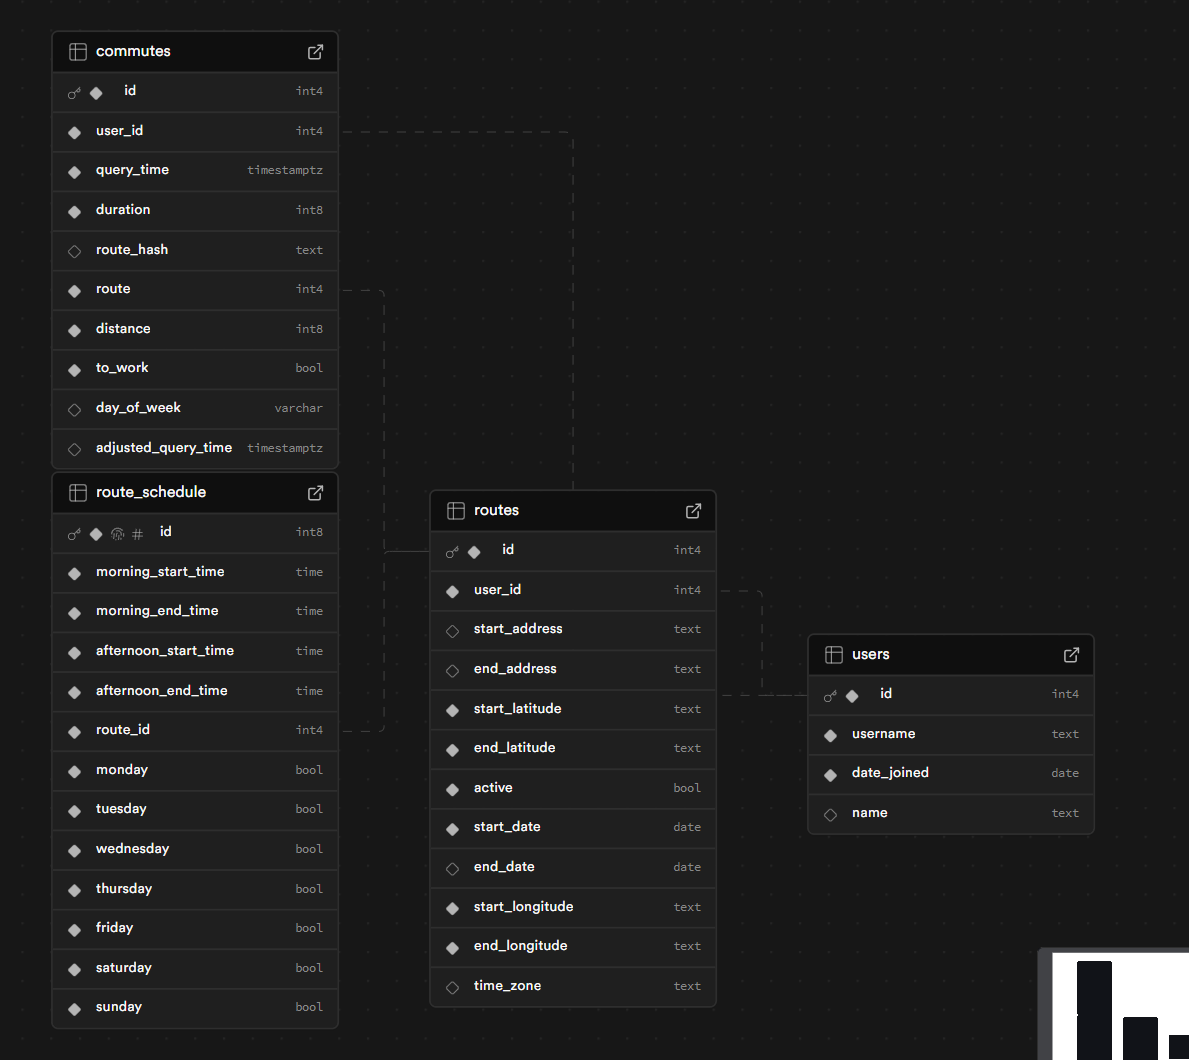 commutes
id int4
user_id int4
query_time timestamptz
duration int8
route_hash text
route int4
distance int8
to_work bool
day_of_week varchar
adjusted_query_time timestamptz
route_schedule
# id int8
morning_start_time time
morning_end_time time
afternoon_start_time time
afternoon_end_time time
route_id int4
monday bool
tuesday bool
wednesday bool
thursday bool
friday bool
saturday bool
sunday bool
routes
id int4
user_id int4
start_address text
end_address text
start_latitude text
end_latitude text
active bool
start_date date
end_date date
start_longitude text
end_longitude text
time_zone text
users
id int4
username text
date_joined date
name text